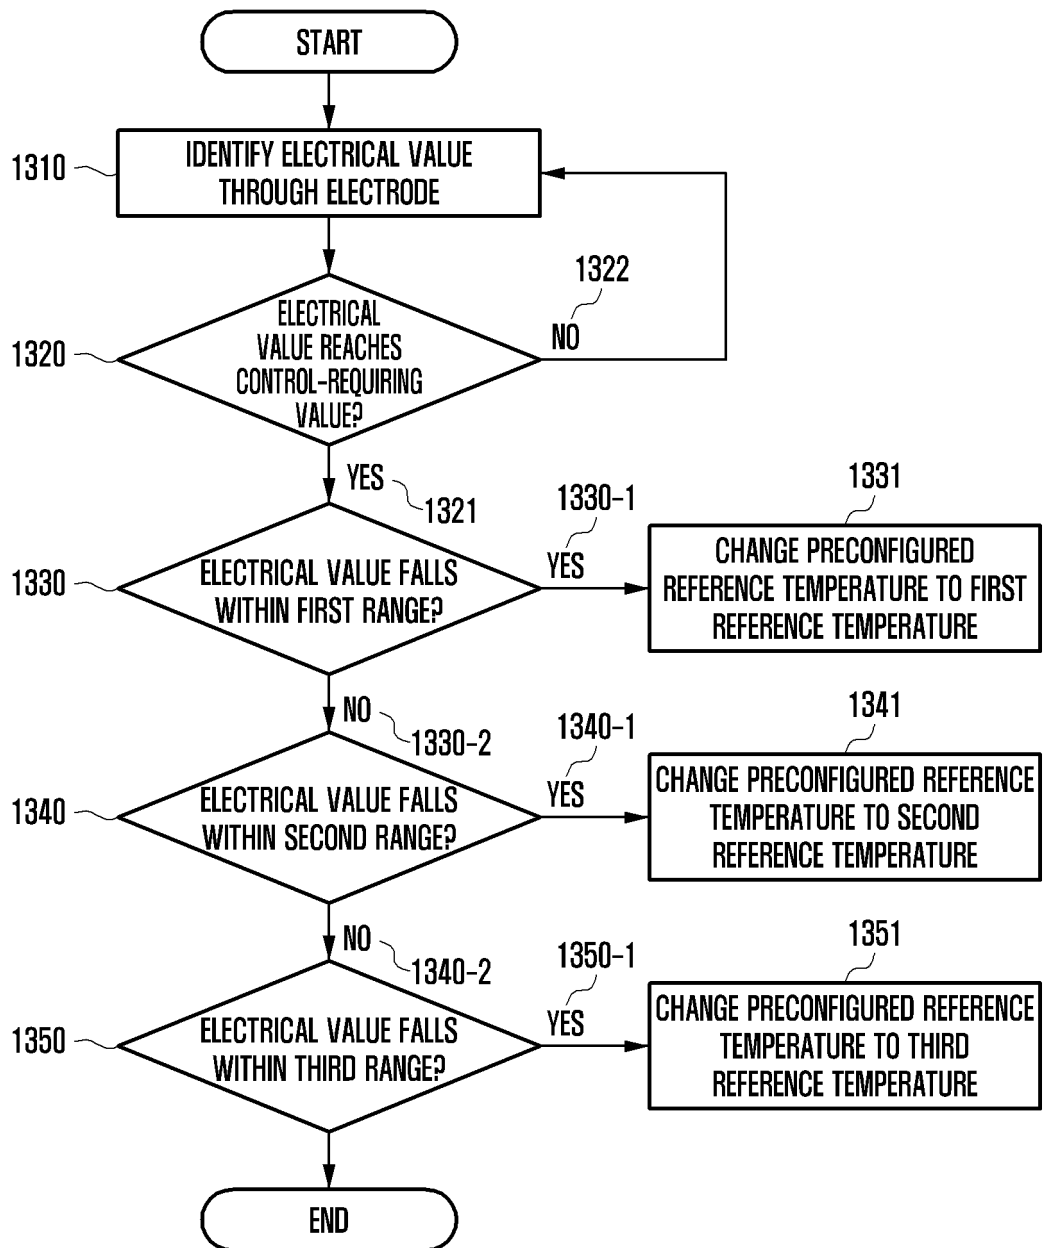 START
1310
IDENTIFY ELECTRICAL VALUE
THROUGH ELECTRODE
1322
NO
1320
ELECTRICAL
VALUE REACHES
CONTROL-REQUIRING
VALUE?
YES
1321
1330-1
1331
1330
ELECTRICAL VALUE FALLS
WITHIN FIRST RANGE?
YES
CHANGE PRECONFIGURED
REFERENCE TEMPERATURE TO FIRST
REFERENCE TEMPERATURE
NO
1330-2
1340-1
1341
1340
ELECTRICAL VALUE FALLS
WITHIN SECOND RANGE?
YES
CHANGE PRECONFIGURED REFERENCE
TEMPERATURE TO SECOND
REFERENCE TEMPERATURE
NO
1340-2
1350-1
1351
1350
ELECTRICAL VALUE FALLS
WITHIN THIRD RANGE?
YES
CHANGE PRECONFIGURED REFERENCE
TEMPERATURE TO THIRD
REFERENCE TEMPERATURE
END